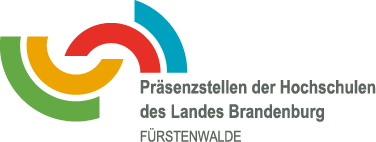 Präsenzstellen der Hochschulen
des Landes Brandenburg
FÜRSTENWALDE